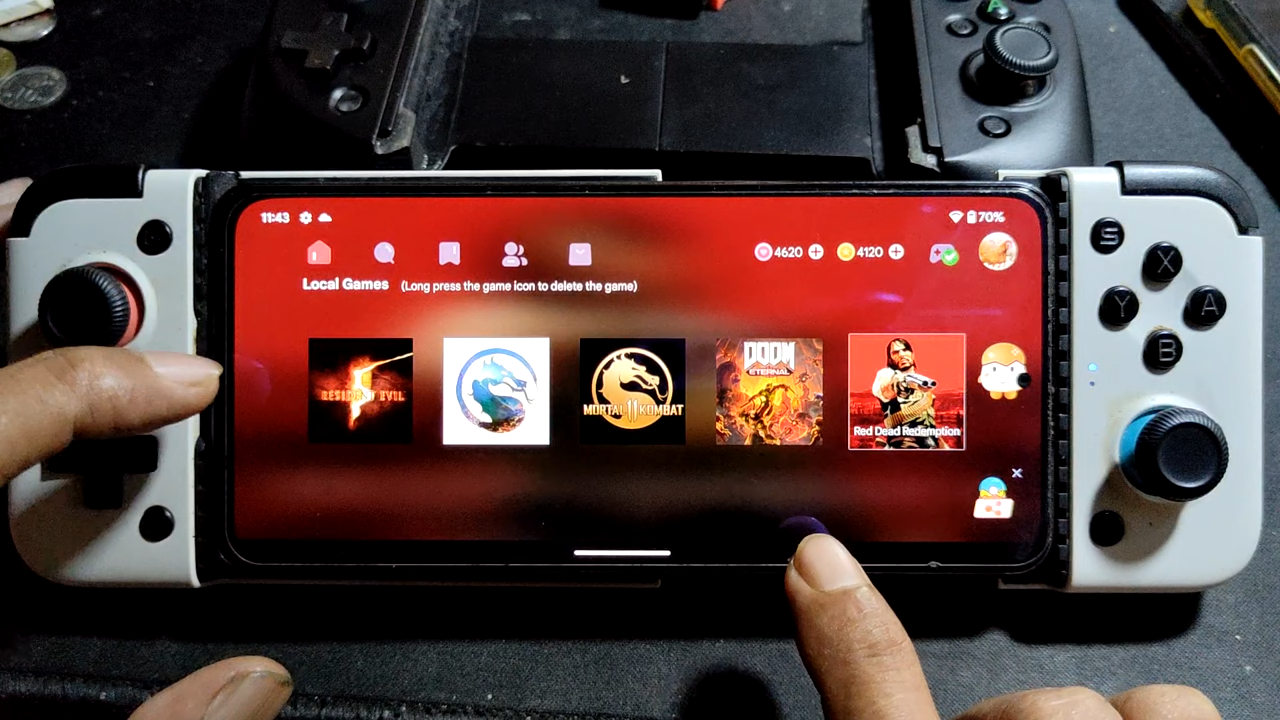 11:43
70%
4620
4120
Local Games (Long press the game icon to delete the game)
RESIDENT EVIL
MORTAL KOMBAT 11
DOOM
ETERNAL
Red Dead Redemption
S
X
Y
A
B
A